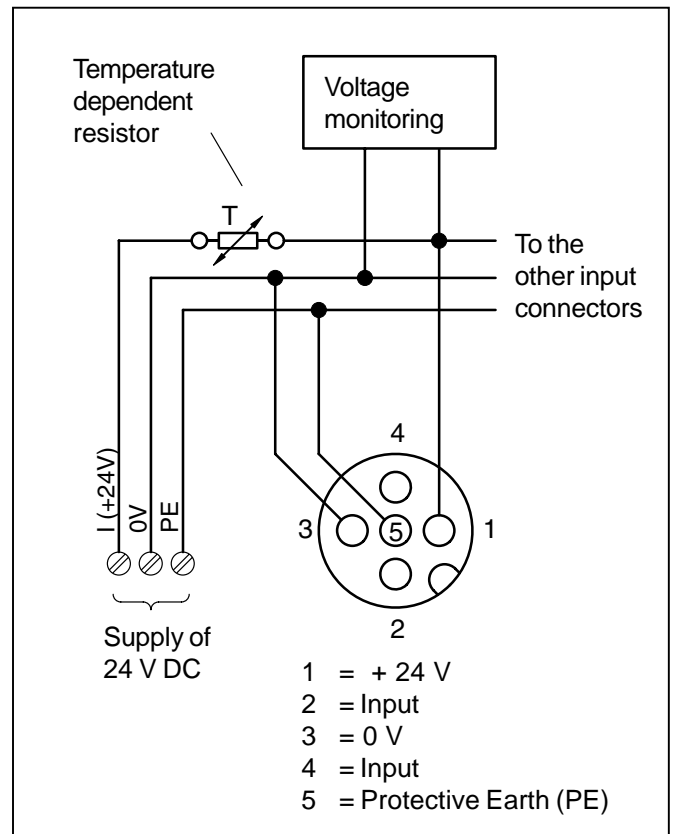 Temperature
dependent
resistor
Voltage
monitoring
T
To the
other input
connectors
I (+24V)
0V
PE
4
3
5
1
2
Supply of
24 V DC
1 = + 24 V
2 = Input
3 = 0 V
4 = Input
5 = Protective Earth (PE)